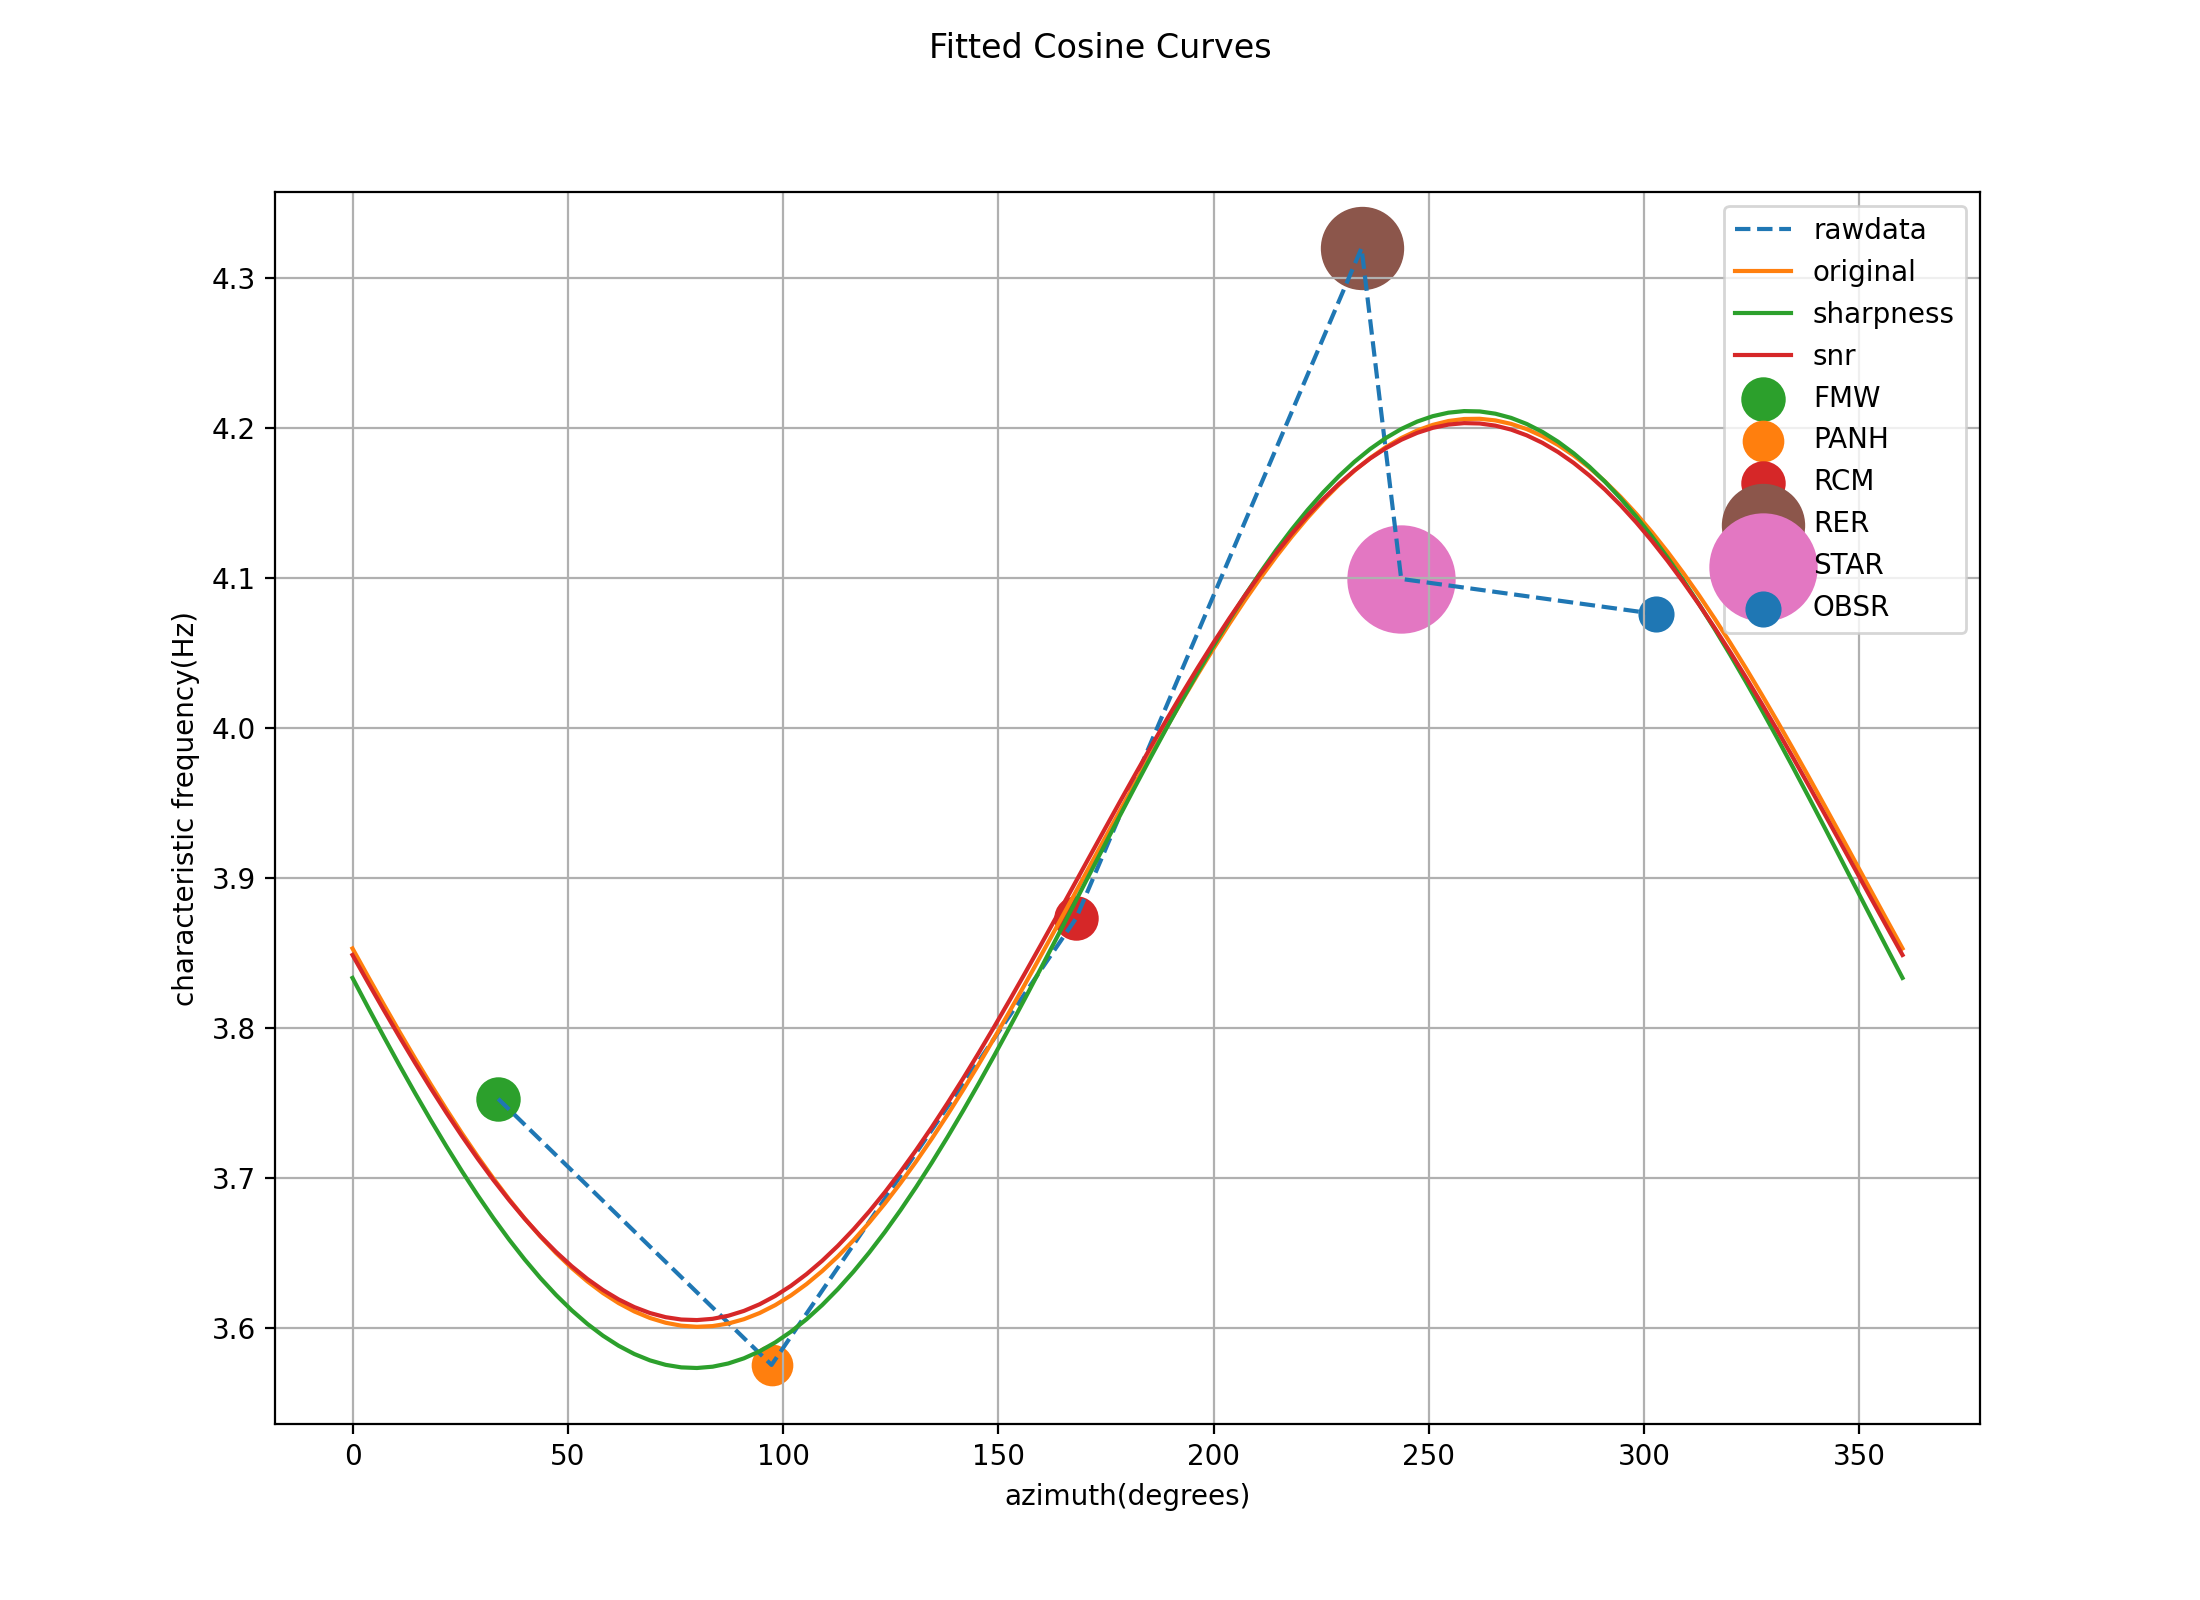 Fitted Cosine Curves
rawdata
original
sharpness
snr
FMW
PANH
RCM
RER
STAR
OBSR
4.3
4.2
4.1
4.0
3.9
3.8
3.7
3.6
characteristic frequency(Hz)
0 50 100 150 200 250 300 350
azimuth(degrees)